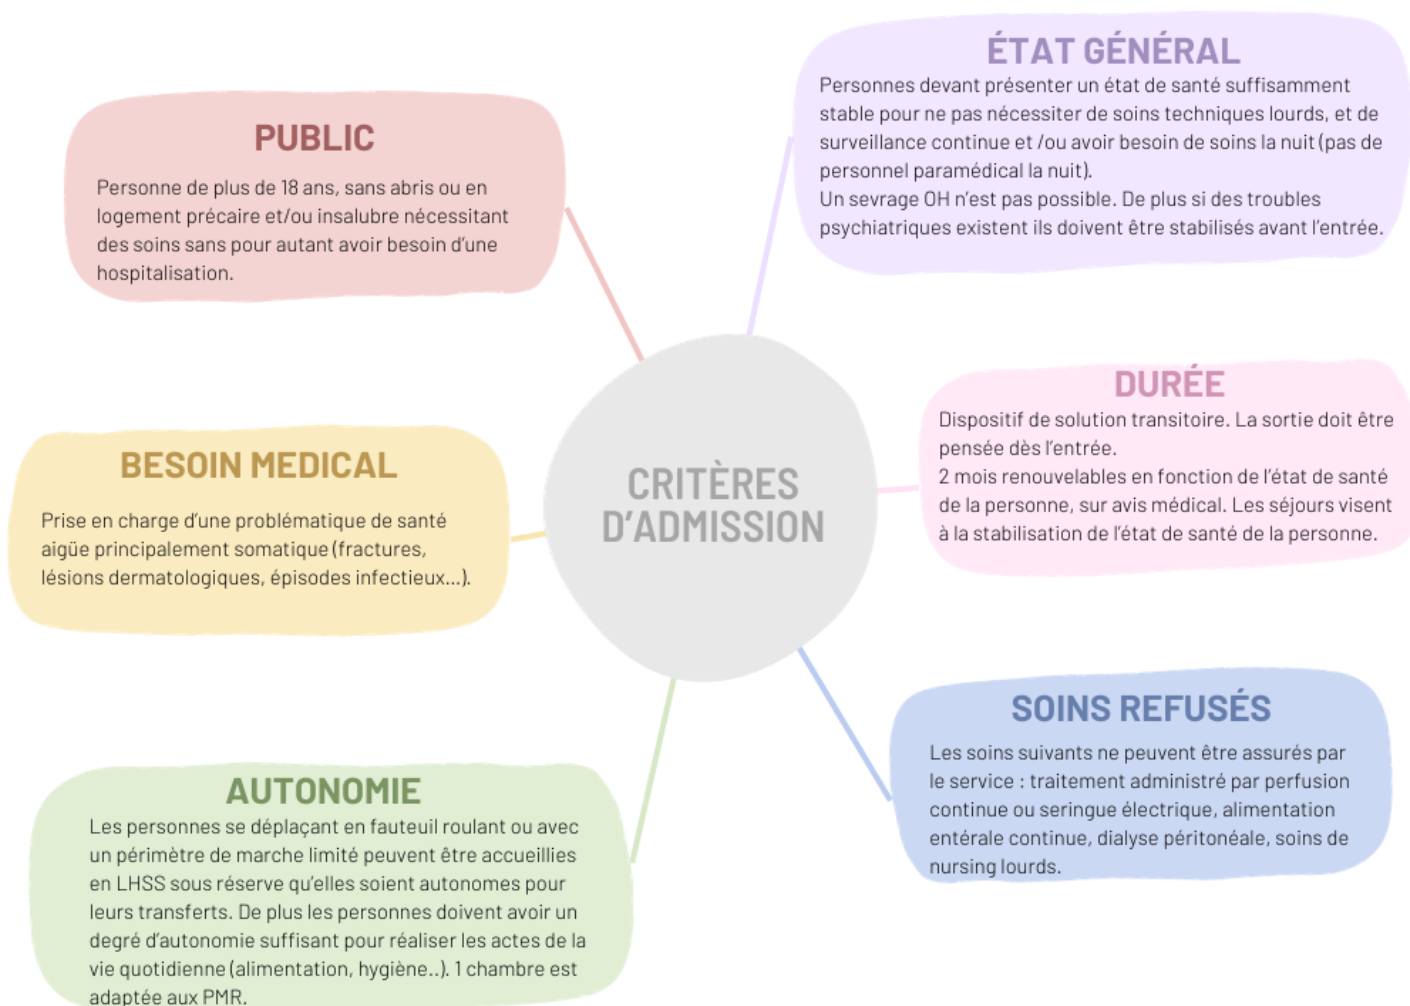 PUBLIC
Personne de plus de 18 ans, sans abris ou en
logement précaire et/ou insalubre nécessitant
des soins sans pour autant avoir besoin d'une
hospitalisation.
ÉTAT GÉNÉRAL
Personnes devant présenter un état de santé suffisamment
stable pour ne pas nécessiter de soins techniques lourds, et de
surveillance continue et /ou avoir besoin de soins la nuit (pas de
personnel paramédical la nuit).
Un sevrage OH n'est pas possible. De plus si des troubles
psychiatriques existent ils doivent être stabilisés avant l'entrée.
BESOIN MEDICAL
Prise en charge d'une problématique de santé
aigüe principalement somatique (fractures,
lésions dermatologiques, épisodes infectieux...).
CRITÈRES
D'ADMISSION
DURÉE
Dispositif de solution transitoire. La sortie doit être
pensée dès l'entrée.
2 mois renouvelables en fonction de l'état de santé
de la personne, sur avis médical. Les séjours visent
à la stabilisation de l'état de santé de la personne.
AUTONOMIE
Les personnes se déplaçant en fauteuil roulant ou avec
un périmètre de marche limité peuvent être accueillies
en LHSS sous réserve qu'elles soient autonomes pour
leurs transferts. De plus les personnes doivent avoir un
degré d'autonomie suffisant pour réaliser les actes de la
vie quotidienne (alimentation, hygiène..). 1 chambre est
adaptée aux PMR.
SOINS REFUSÉS
Les soins suivants ne peuvent être assurés par
le service : traitement administré par perfusion
continue ou seringue électrique, alimentation
entérale continue, dialyse péritonéale, soins de
nursing lourds.